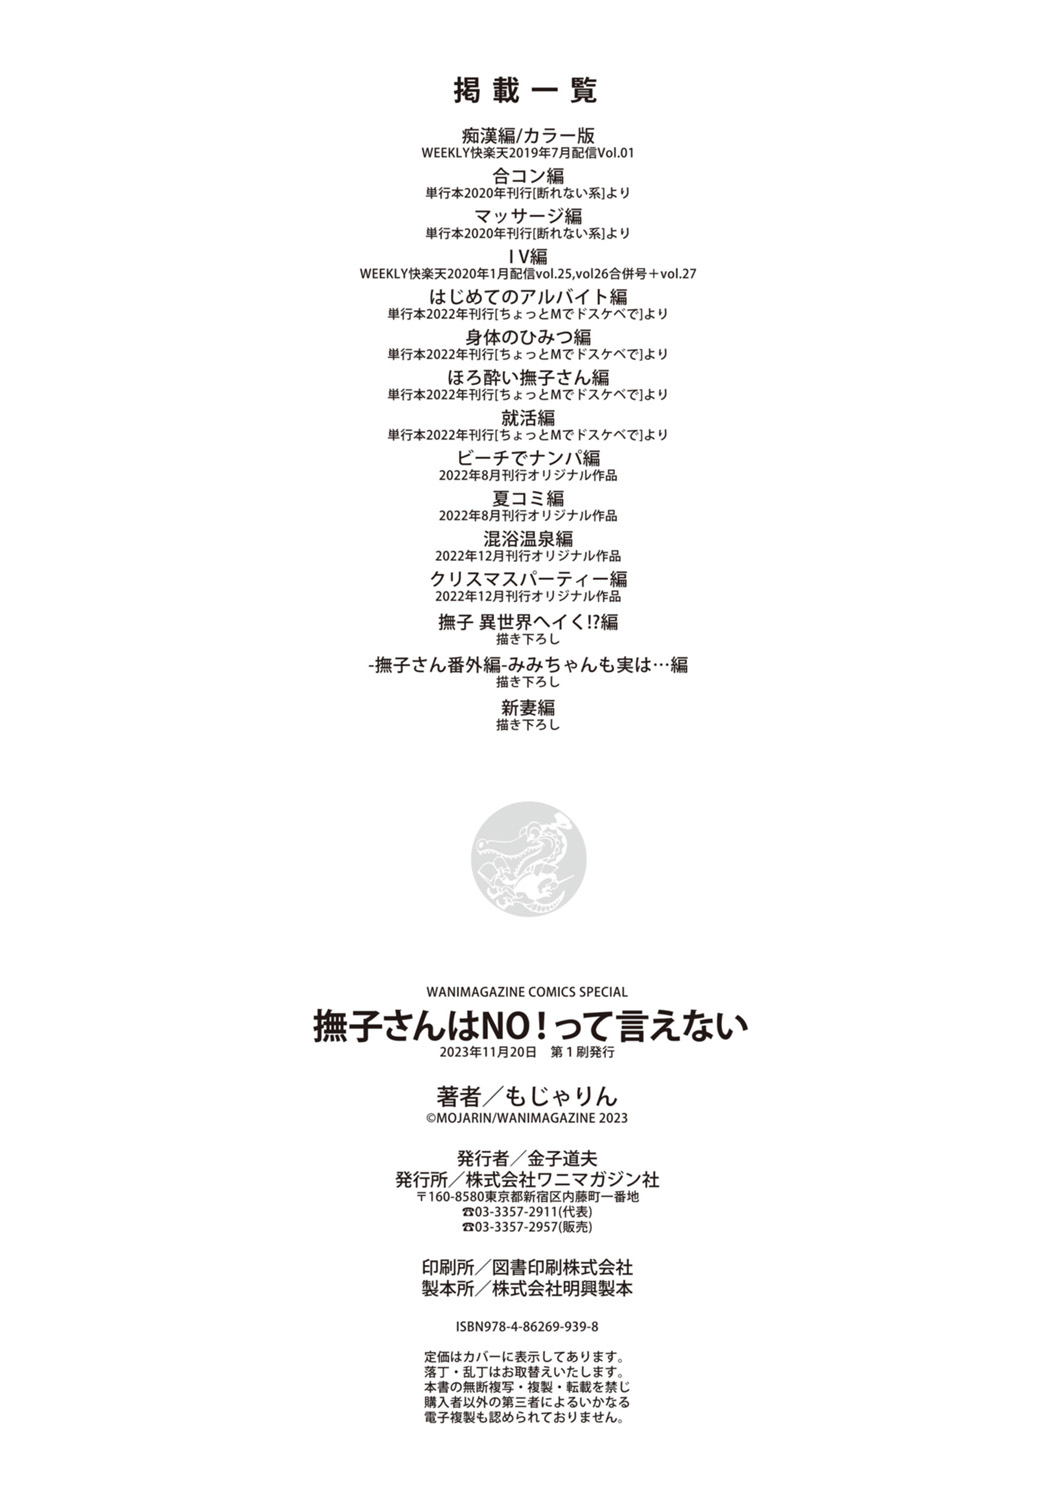 掲載一覧
痴漢編/カラー版
WEEKLY快楽天2019年7月配信Vol.01
合コン編
単行本2020年刊行[断れない系]より
マッサージ編
単行本2020年刊行[断れない系]より
I V編
WEEKLY快楽天2020年1月配信vol.25,vol26合併号＋vol.27
はじめてのアルバイト編
単行本2022年刊行[ちょっとMでドスケベで]より
身体のひみつ編
単行本2022年刊行[ちょっとMでドスケベで]より
ほろ酔い撫子さん編
単行本2022年刊行[ちょっとMでドスケベで]より
就活編
単行本2022年刊行[ちょっとMでドスケベで]より
ビーチでナンパ編
2022年8月刊行オリジナル作品
夏コミ編
2022年8月刊行オリジナル作品
混浴温泉編
2022年12月刊行オリジナル作品
クリスマスパーティー編
2022年12月刊行オリジナル作品
撫子 異世界へイく!?編
描き下ろし
-撫子さん番外編-みみちゃんも実は…編
描き下ろし
新妻編
描き下ろし
WANIMAGAZINE COMICS SPECIAL
撫子さんはNO！って言えない
2023年11月20日　第1刷発行
著者／もじゃりん
©MOJARIN/WANIMAGAZINE 2023
発行者／金子道夫
発行所／株式会社ワニマガジン社
〒160-8580東京都新宿区内藤町一番地
☎03-3357-2911(代表)
☎03-3357-2957(販売)
印刷所／図書印刷株式会社
製本所／株式会社明興製本
ISBN978-4-86269-939-8
定価はカバーに表示してあります。
落丁・乱丁はお取替えいたします。
本書の無断複写・複製・転載を禁じ
購入者以外の第三者によるいかなる
電子複製も認められておりません。